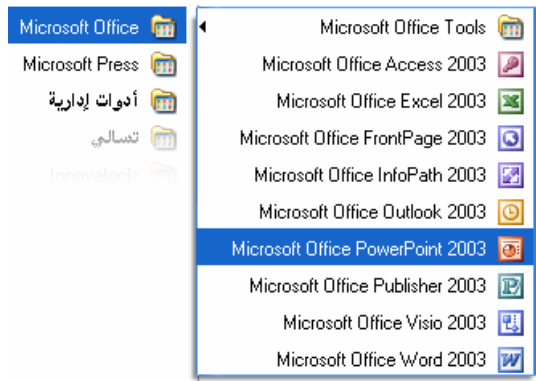 Microsoft Office
Microsoft Press
أدوات إدارية
تسالي
Innovatools
Microsoft Office Tools
Microsoft Office Access 2003
Microsoft Office Excel 2003
Microsoft Office FrontPage 2003
Microsoft Office InfoPath 2003
Microsoft Office Outlook 2003
Microsoft Office PowerPoint 2003
Microsoft Office Publisher 2003
Microsoft Office Visio 2003
Microsoft Office Word 2003